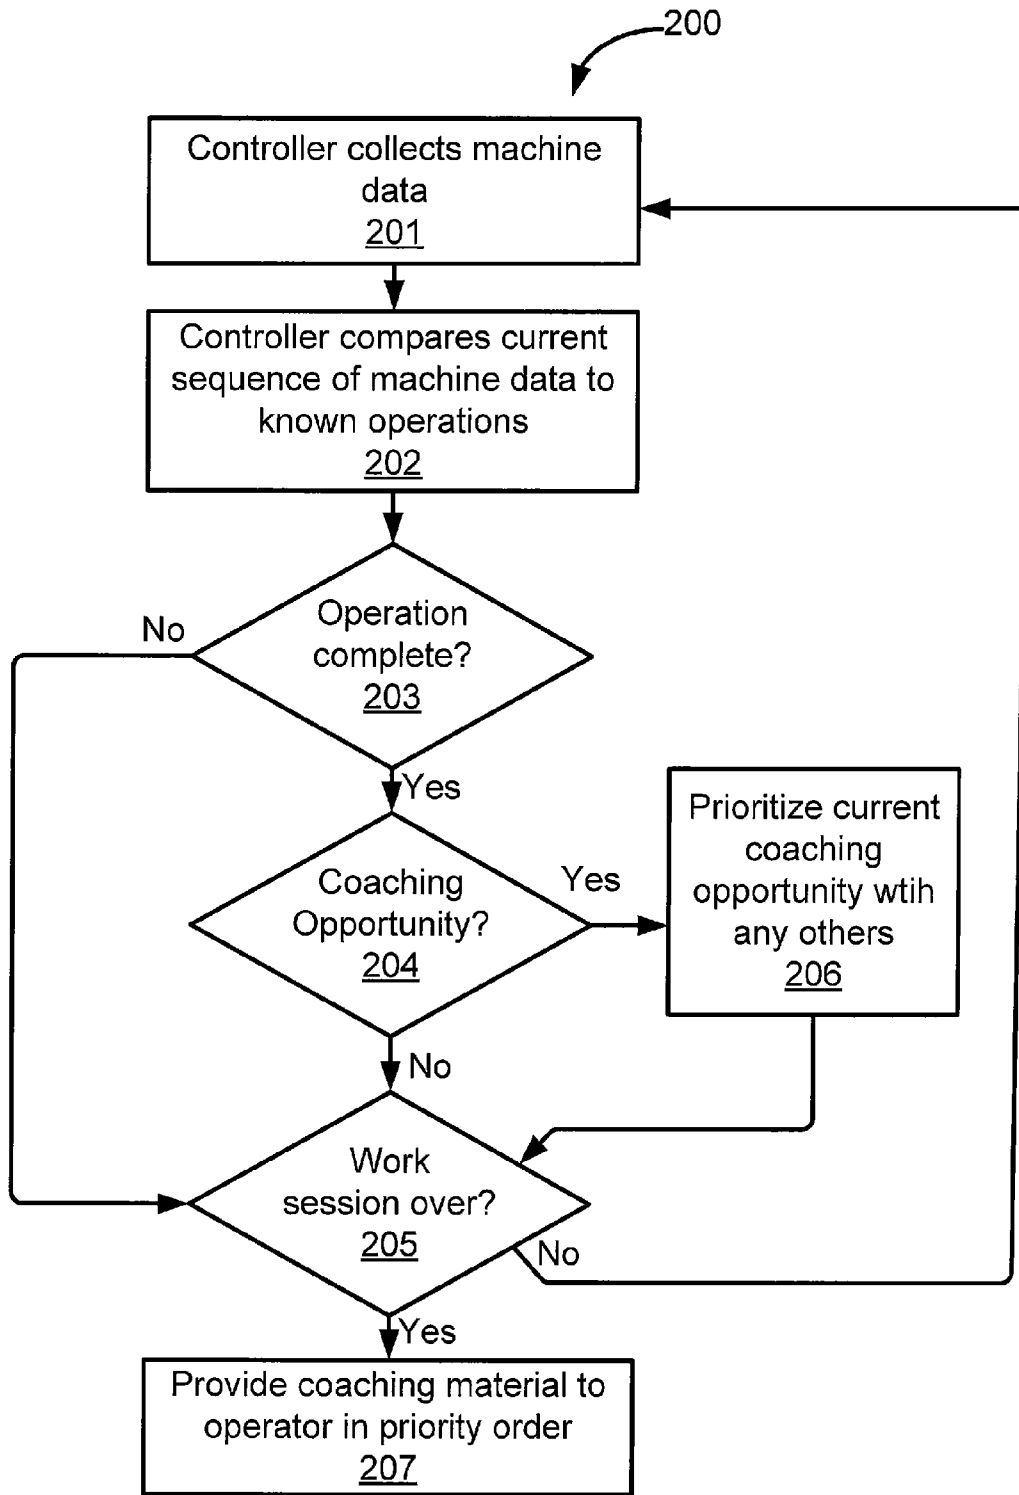 200
Controller collects machine
data
201
Controller compares current
sequence of machine data to
known operations
202
Operation
complete?
203
No
Yes
Coaching
Opportunity?
204
Yes
Prioritize current
coaching
opportunity wtih
any others
206
No
Work
session over?
205
No
Yes
Provide coaching material to
operator in priority order
207